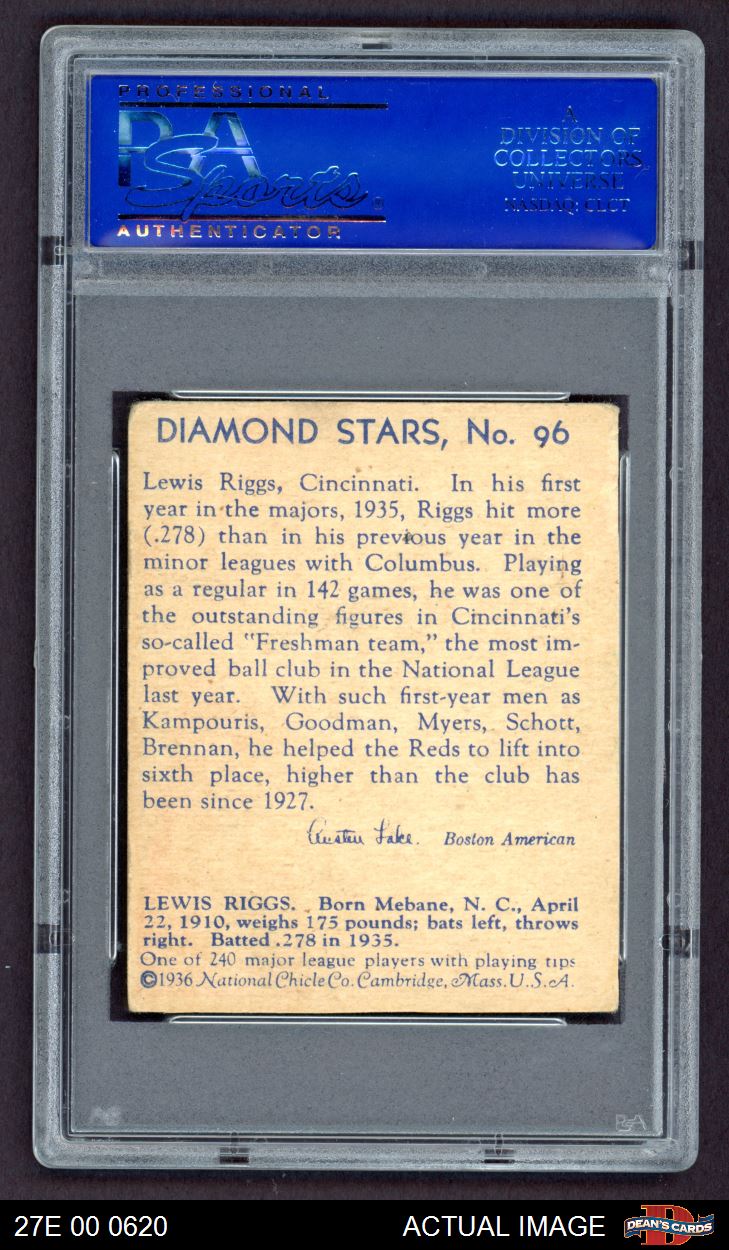 PROFESSIONAL
PSA
Sports
AUTHENTICATOR
A
DIVISION OF
COLLECTORS
UNIVERSE
NASDAQ: CLCT
DIAMOND STARS, No. 96
Lewis Riggs, Cincinnati. In his first
year in the majors, 1935, Riggs hit more
(.278) than in his previous year in the
minor leagues with Columbus. Playing
as a regular in 142 games, he was one of
the outstanding figures in Cincinnati's
so-called "Freshman team," the most im-
proved ball club in the National League
last year. With such first-year men as
Kampouris, Goodman, Myers, Schott,
Brennan, he helped the Reds to lift into
sixth place, higher than the club has
been since 1927.
Austen Lake. Boston American
LEWIS RIGGS. Born Mebane, N. C., April
22, 1910, weighs 175 pounds; bats left, throws
right. Batted .278 in 1935.
One of 240 major league players with playing tips
©1936 National Chicle Co. Cambridge, Mass. U.S.A.
PSA
27E 00 0620
ACTUAL IMAGE
DEAN'S CARDS